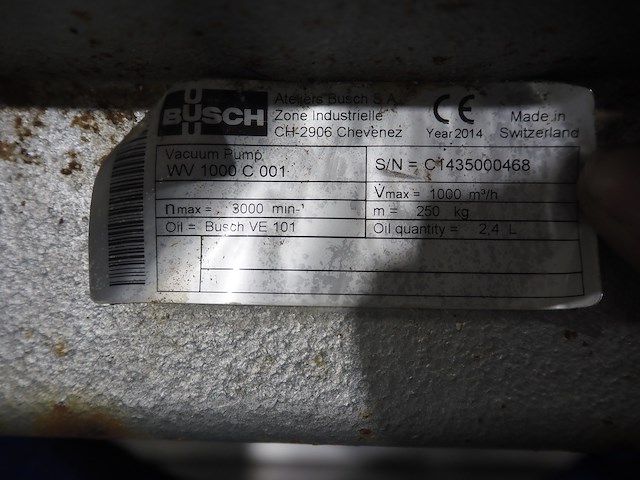 BUSCH
Ateliers Busch S.A.
Zone Industrielle
CH-2906 Chevenez
CE
Year 2014
Made in
Switzerland
Vacuum Pump
WV 1000 C 001
S/N = C1435000468
V̇max = 1000 m³/h
nmax = 3000 min-¹
m = 250 kg
Oil = Busch VE 101
Oil quantity = 2,4 L